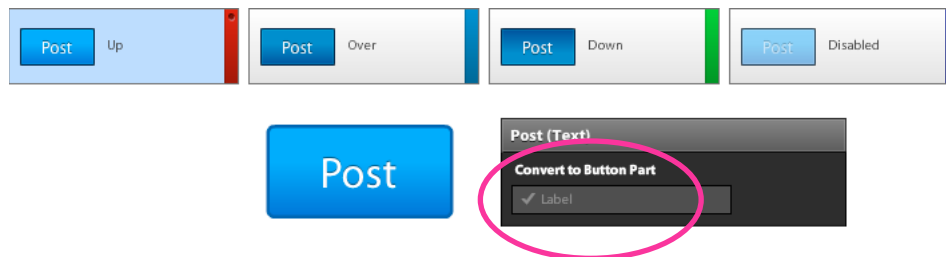 Post Up
Post Over
Post Down
Post Disabled
Post
Post (Text)
Convert to Button Part
Label